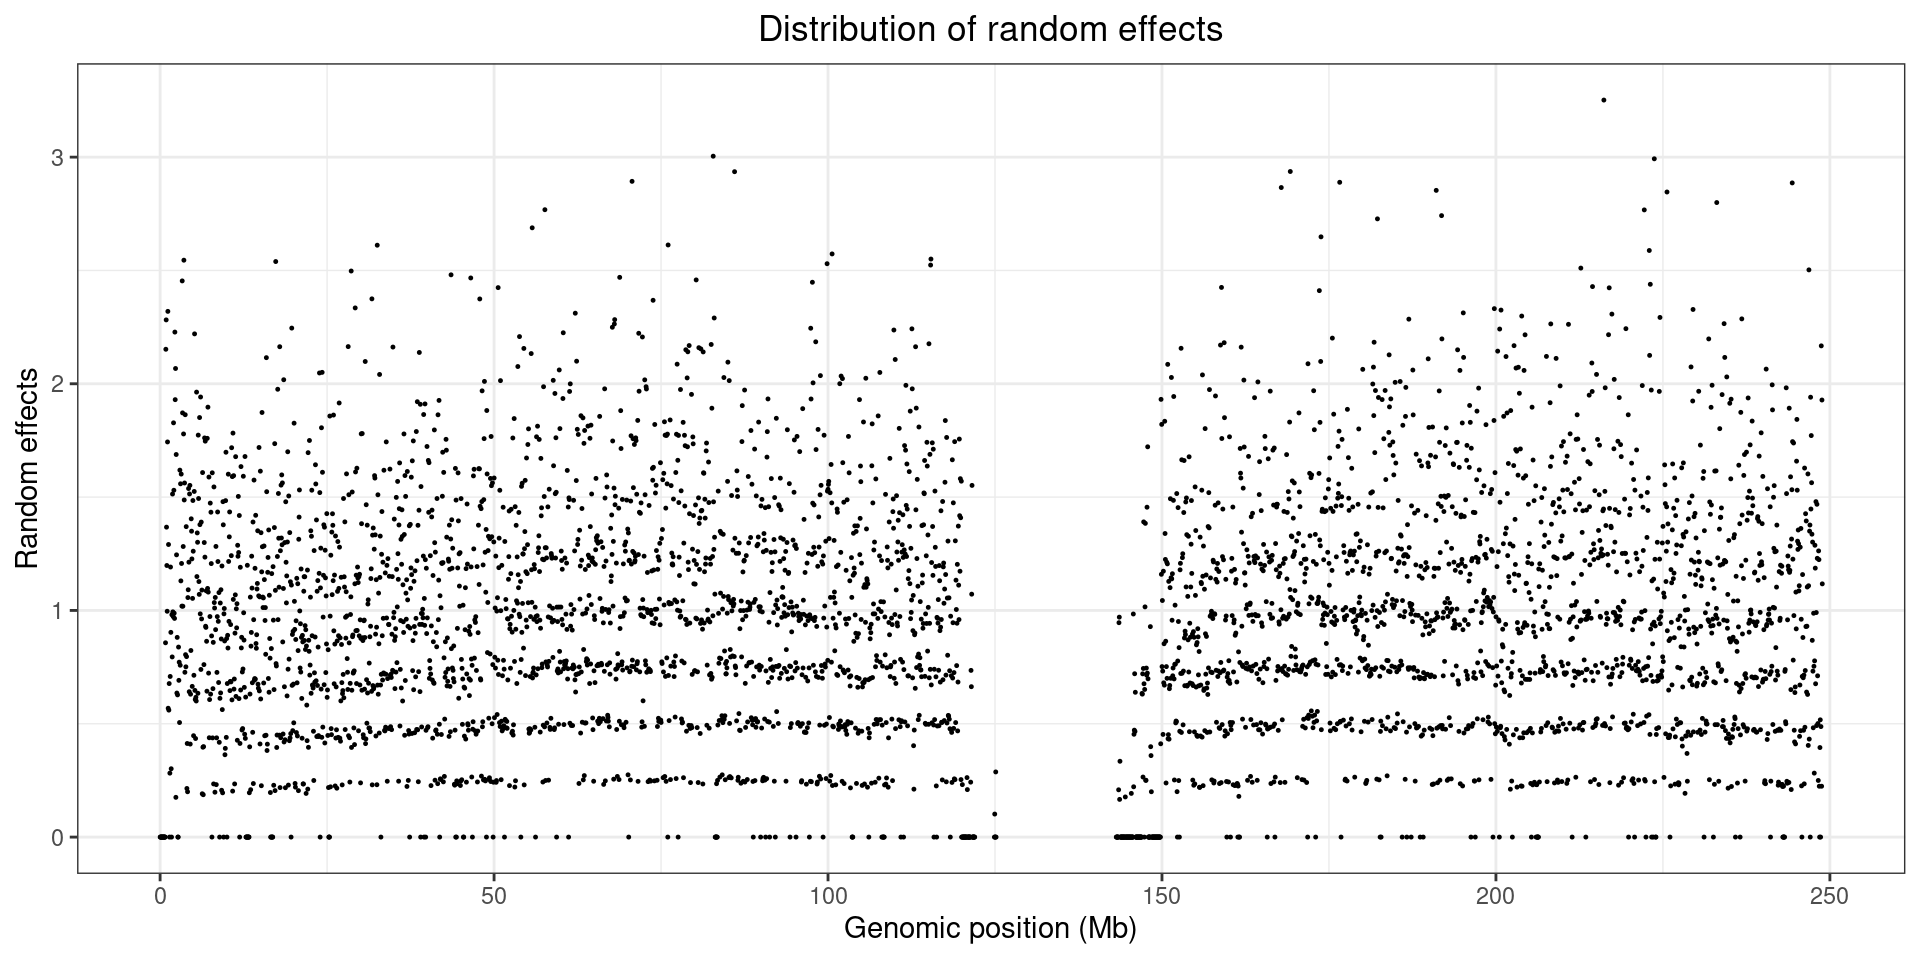 Distribution of random effects
Random effects
3
2
1
0
0 50 100 150 200 250
Genomic position (Mb)